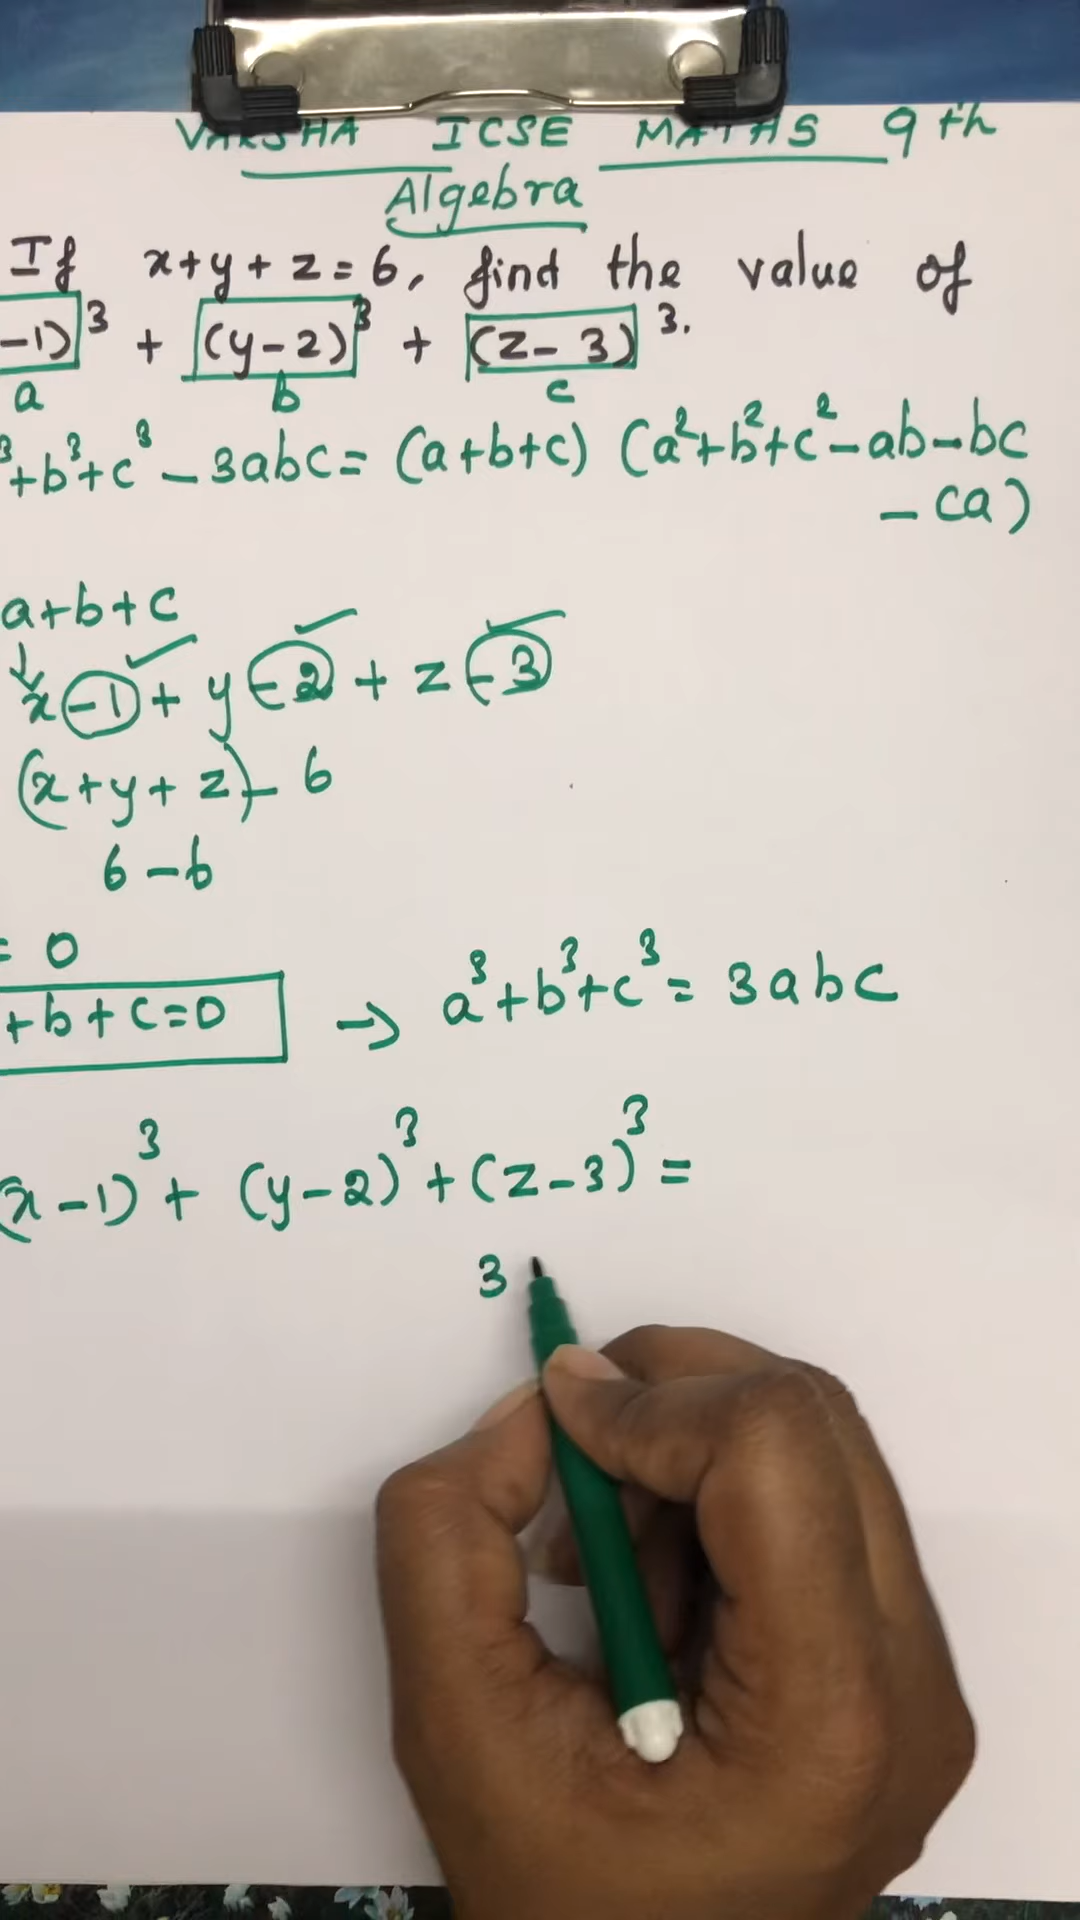 VARSHA ICSE MATHS 9th
Algebra
If x+y+z=6, find the value of
-1)³ + (y-2)³ + (z-3)³.
a b c
³+b³+c³-3abc=(a+b+c) (a²+b²+c²-ab-bc
-ca)
a+b+c
x-1+y-2+z-3
(x+y+z)-6
6-6
= 0
+b+c=0 → a³+b³+c³=3abc
(x-1)³+(y-2)³+(z-3)³=
3